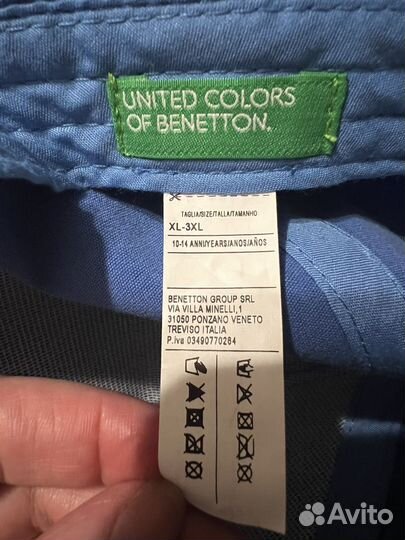 UNITED COLORS
OF BENETTON.
TAGLIA/SIZE/TALLA/TAMANHO
XL-3XL
10-14 ANNI/YEARS/ANOS/AÑOS
BENETTON GROUP SRL
VIA VILLA MINELLI,1
31050 PONZANO VENETO
TREVISO ITALIA
P.iva 03490770264
Avito